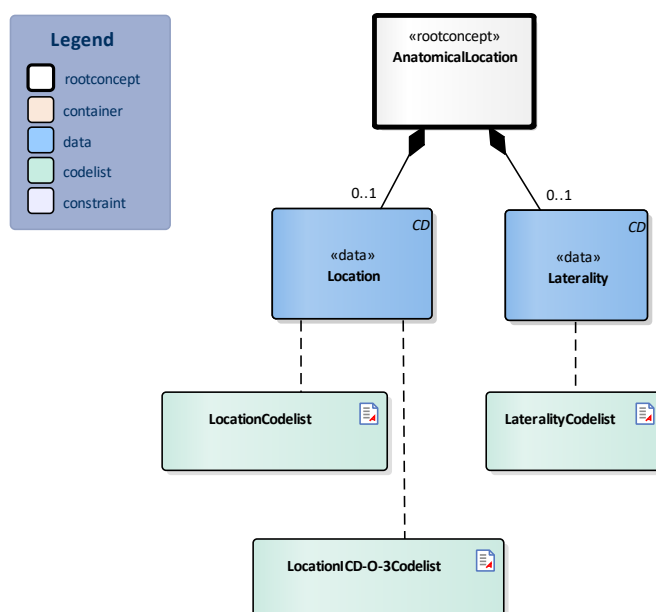 Legend
rootconcept
container
data
codelist
constraint
«rootconcept»
AnatomicalLocation
0..1
0..1
CD
«data»
Location
CD
«data»
Laterality
LocationCodelist
LateralityCodelist
LocationICD-O-3Codelist